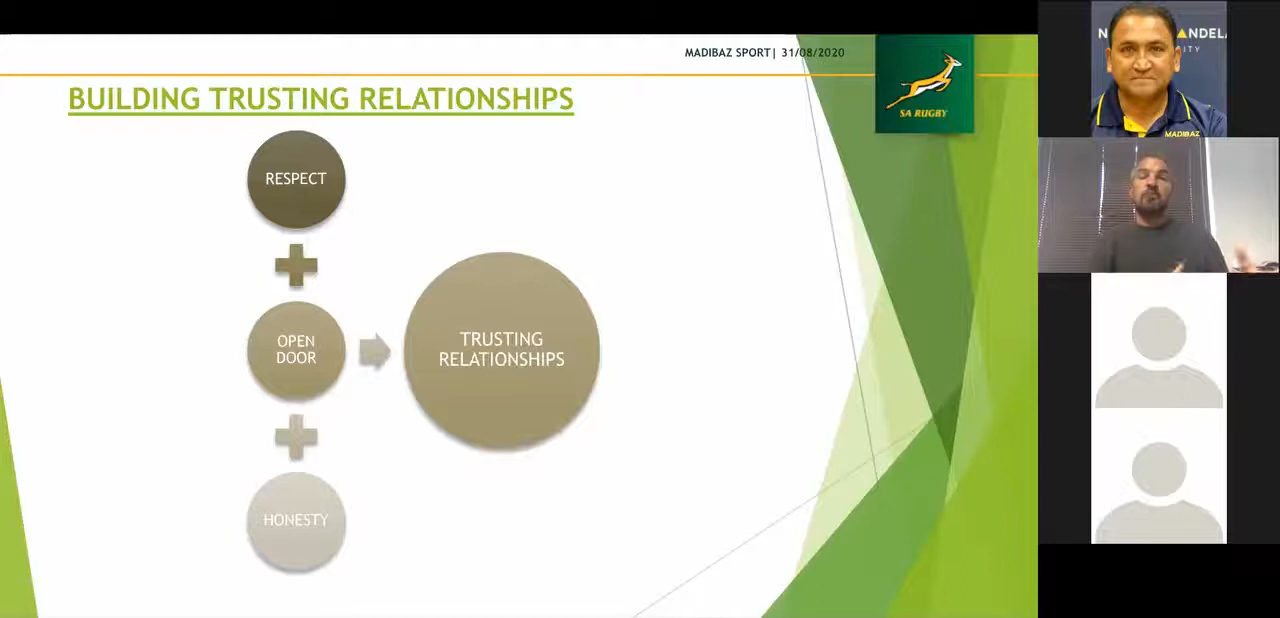 MADIBAZ SPORT| 31/08/2020
SA RUGBY
BUILDING TRUSTING RELATIONSHIPS
RESPECT
OPEN
DOOR
HONESTY
TRUSTING
RELATIONSHIPS
MADIBAZ